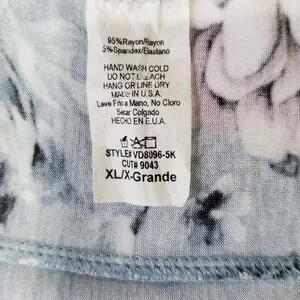 95%Rayon/Rayon
5%Spandex/Elastano
HAND WASH COLD
DO NOT BLEACH
HANG OR LINE DRY
MADE IN U.S.A.
Lave Frica Mano, No Cloro
Secar Colgado
HECHO EN E.U.A.
STYLE# VD8096-5K
CUT# 9043
XL/X-Grande